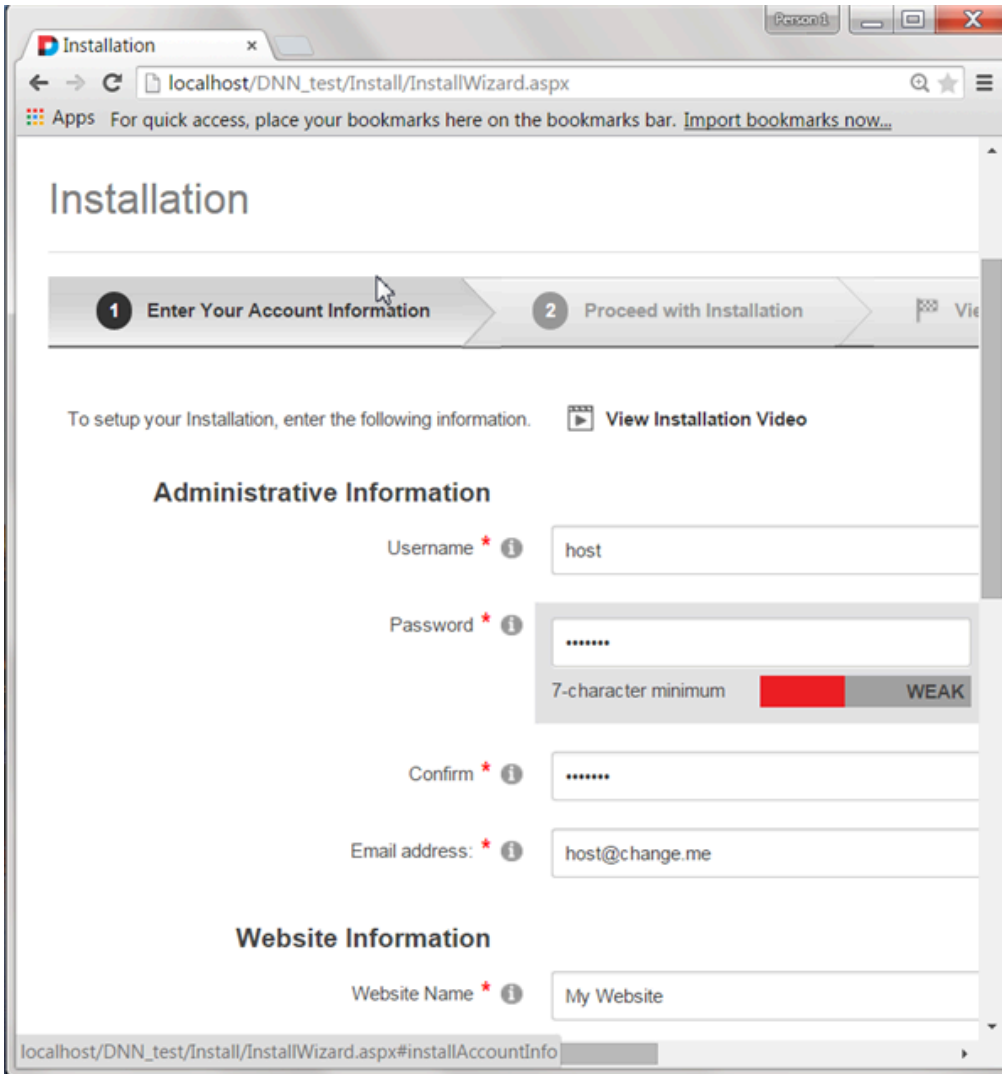 Person 1
Installation
localhost/DNN_test/Install/InstallWizard.aspx
Apps For quick access, place your bookmarks here on the bookmarks bar. Import bookmarks now...
Installation
1 Enter Your Account Information 2 Proceed with Installation Vie
To setup your Installation, enter the following information. View Installation Video
Administrative Information
Username * host
Password * •••••••
7-character minimum WEAK
Confirm * •••••••
Email address: * host@change.me
Website Information
Website Name * My Website
localhost/DNN_test/Install/InstallWizard.aspx#installAccountInfo